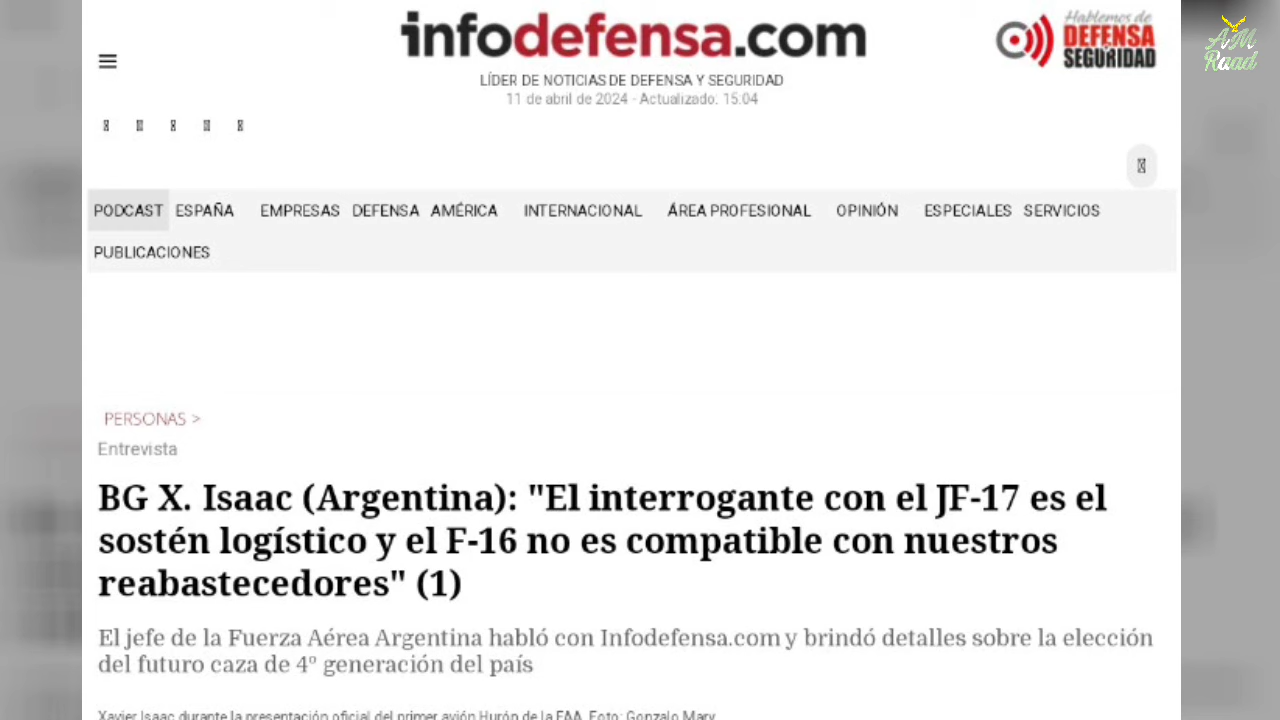 infodefensa.com
Hablemos de
DEFENSA
SEGURIDAD
LÍDER DE NOTICIAS DE DEFENSA Y SEGURIDAD
11 de abril de 2024 - Actualizado: 15:04
AM
Raad
PODCAST ESPAÑA EMPRESAS DEFENSA AMÉRICA INTERNACIONAL ÁREA PROFESIONAL OPINIÓN ESPECIALES SERVICIOS
PUBLICACIONES
PERSONAS >
Entrevista
BG X. Isaac (Argentina): "El interrogante con el JF-17 es el
sostén logístico y el F-16 no es compatible con nuestros
reabastecedores" (1)
El jefe de la Fuerza Aérea Argentina habló con Infodefensa.com y brindó detalles sobre la elección
del futuro caza de 4º generación del país
Xavier Isaac durante la presentación oficial del primer avión Hurón de la FAA. Foto: Gonzalo Mary